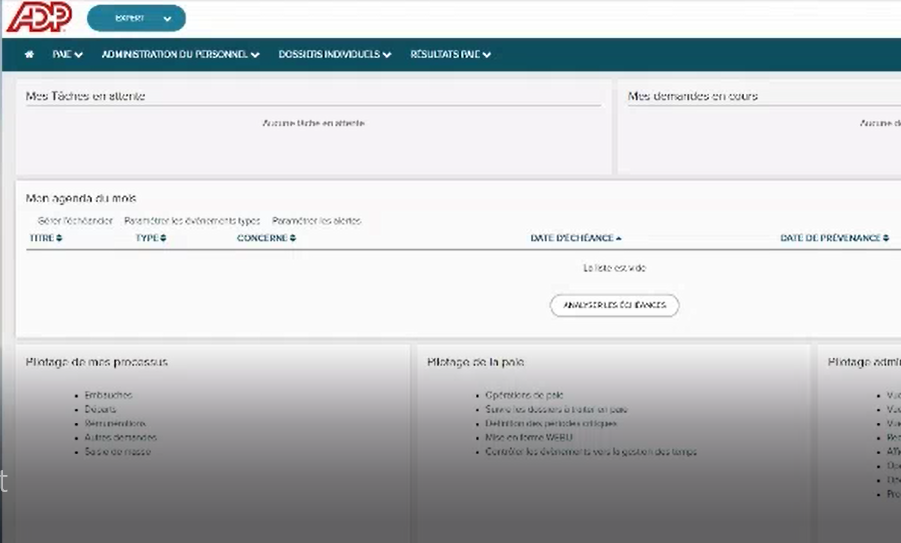 ADP
EXPERT
PAIE
ADMINISTRATION DU PERSONNEL
DOSSIERS INDIVIDUELS
RÉSULTATS PAIE
Mes Tâches en attente
Aucune tâche en attente
Mes demandes en cours
Aucune de
Mon agenda du mois
Gérer l'échéancier Paramétrer les événements types Paramétrer les alertes
TITRE TYPE CONCERNE DATE D'ÉCHÉANCE DATE DE PRÉVENANCE
La liste est vide
ANALYSER LES ÉCHÉANCES
Pilotage de mes processus
Embauches
Départs
Rémunérations
Autres demandes
Saisie de masse
Pilotage de la paie
Opérations de paie
Suivre les dossiers à traiter en paie
Définition des périodes critiques
Mise en forme WEBU
Contrôler les événements vers la gestion des temps
Pilotage admi
t